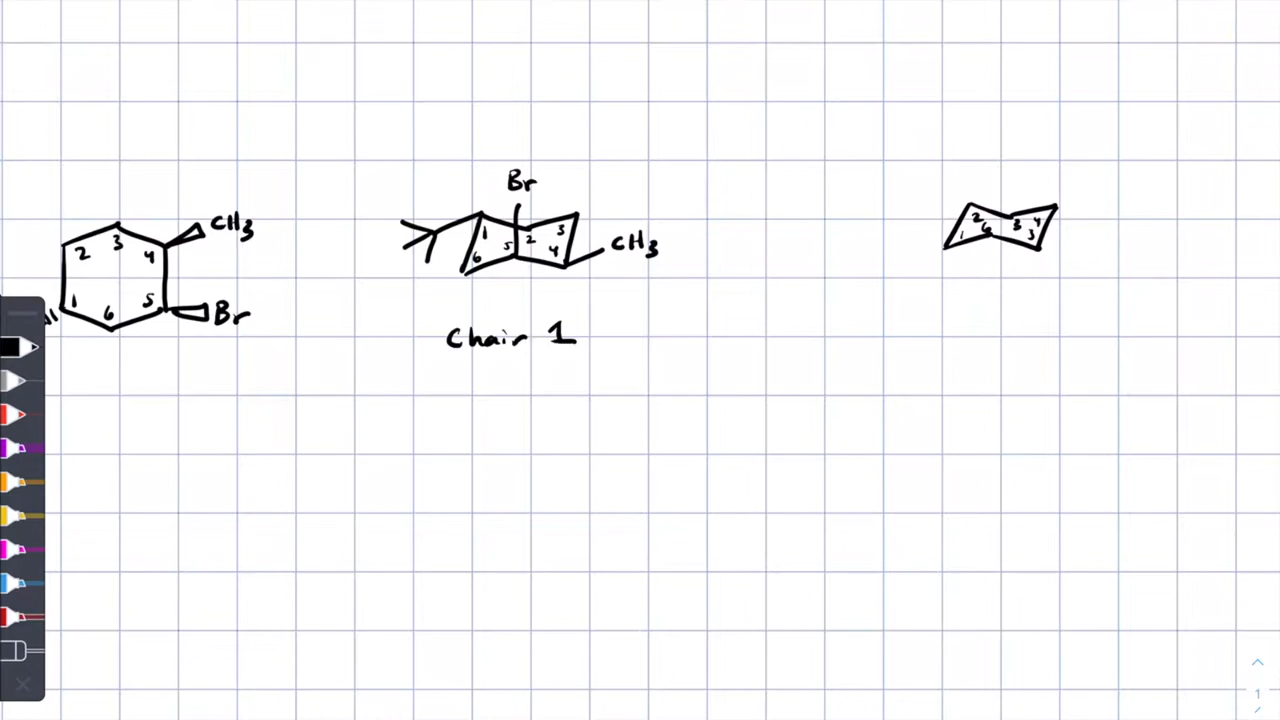 CH3
2 3 4
1 6 5
Br
Br
1 2 3
6 5 4
CH3
Chair 1
2 6 3 4
1 3
1